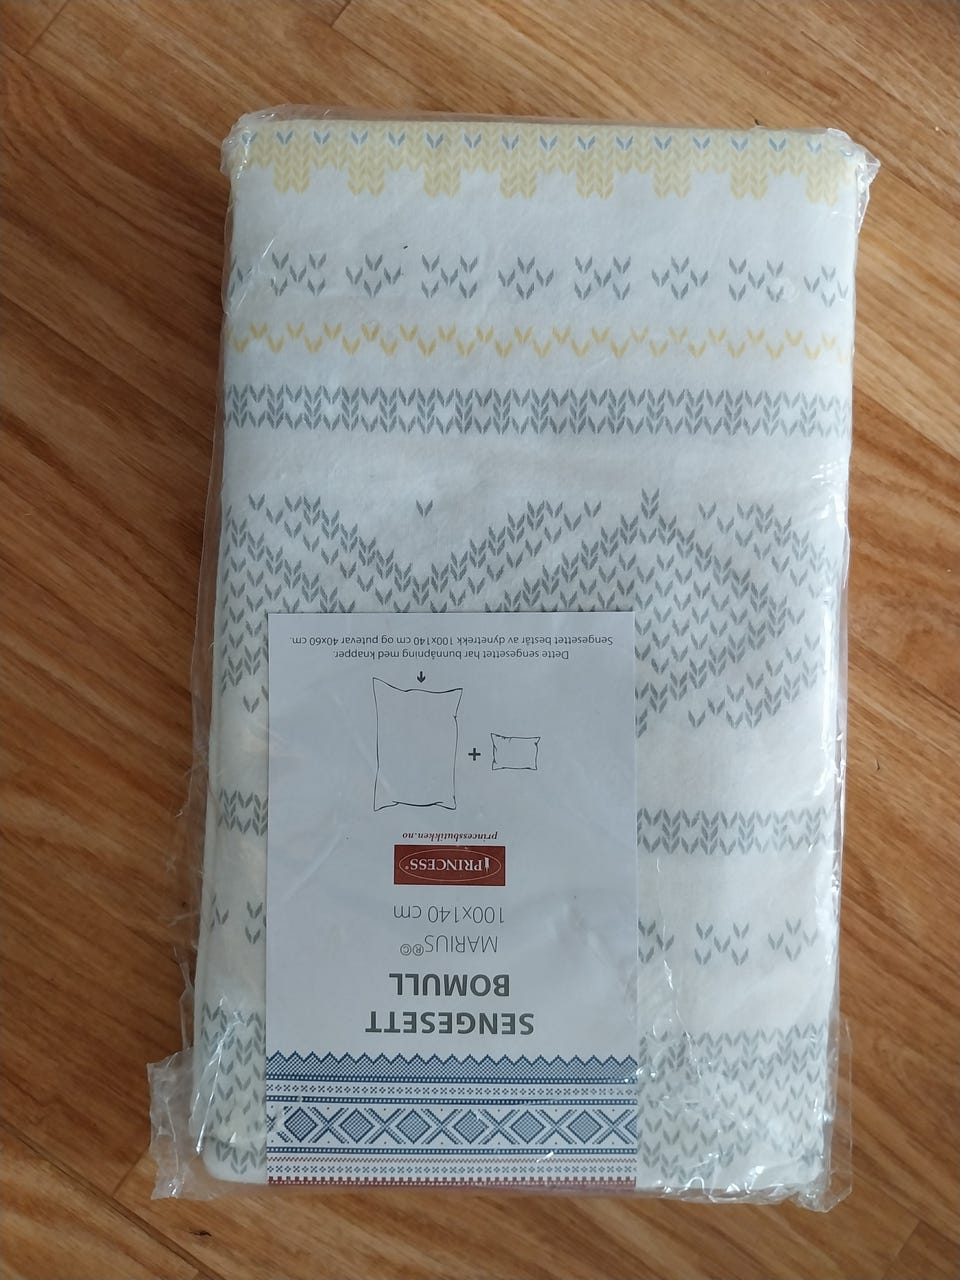 SENGESETT
BOMULL
MARIUS®©
100x140 cm
PRINCESS®
princessbutikken.no
+
Dette sengesettet har bunnåpning med knapper.
Sengesettet består av dynetrekk 100x140 cm og putevar 40x60 cm.